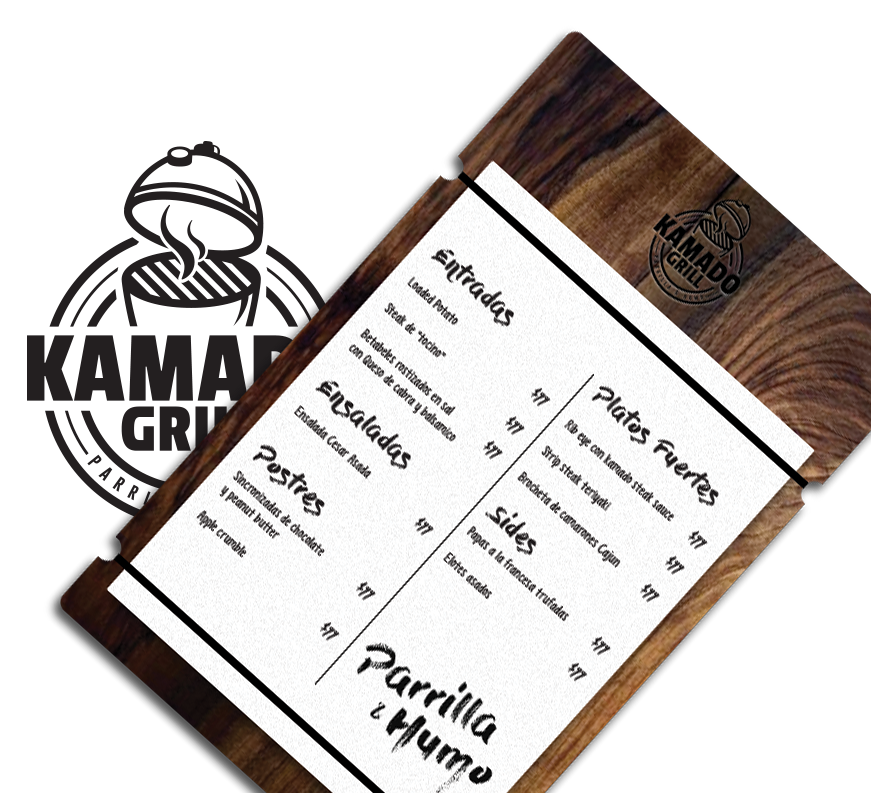 KAMAD
GRI
PARRI
KAMADO
GRILL
Entradas
Loaded Potato
Steak de "tocino"
$77
Betabeles rostizados en sal
con Queso de cabra y balsamico
$77
$77
Ensaladas
Ensalada Cesar Asada
$77
Postres
Sincronizadas de chocolate
y peanut butter
$77
Apple crumble
$77
Platos Fuertes
Rib eye con kamado steak sauce
$77
Strip steak teriyaki
$77
Brocheta de camarones Cajun
$77
Sides
Papas a la francesa trufadas
$77
Elotes asados
$77
Parrilla
& Humo